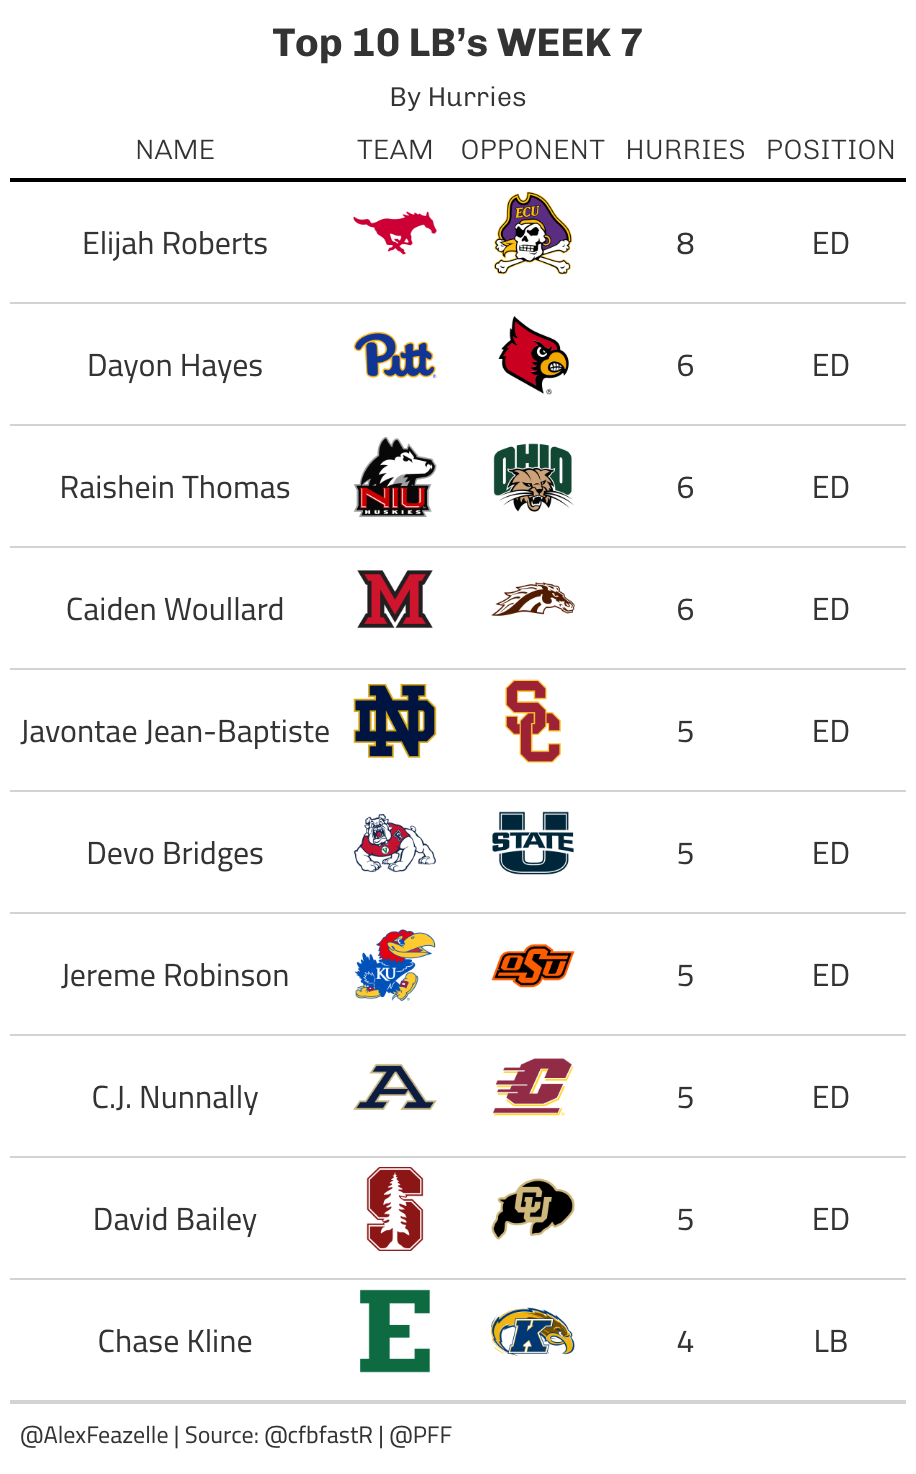 Top 10 LB’s WEEK 7
By Hurries
NAME TEAM OPPONENT HURRIES POSITION
Elijah Roberts ECU 8 ED
Dayon Hayes Pitt 6 ED
Raishein Thomas NIU HUSKIES OHIO 6 ED
Caiden Woullard M 6 ED
Javontae Jean-Baptiste ND SC 5 ED
Devo Bridges U STATE 5 ED
Jereme Robinson KU OSU 5 ED
C.J. Nunnally A C 5 ED
David Bailey S CU 5 ED
Chase Kline E K 4 LB
@AlexFeazelle | Source: @cfbfastR | @PFF